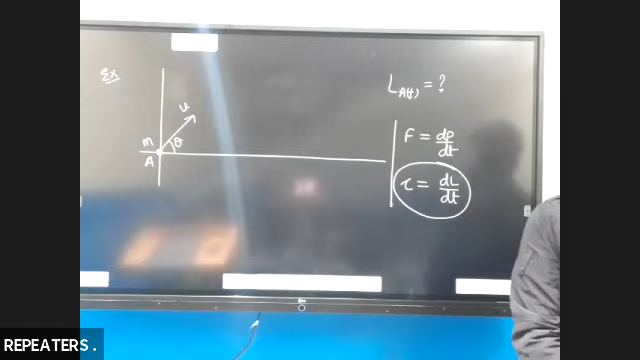 Ex
L_A(t) = ?
u
M
θ
A
F = dp/dt
τ = dL/dt
REPEATERS .